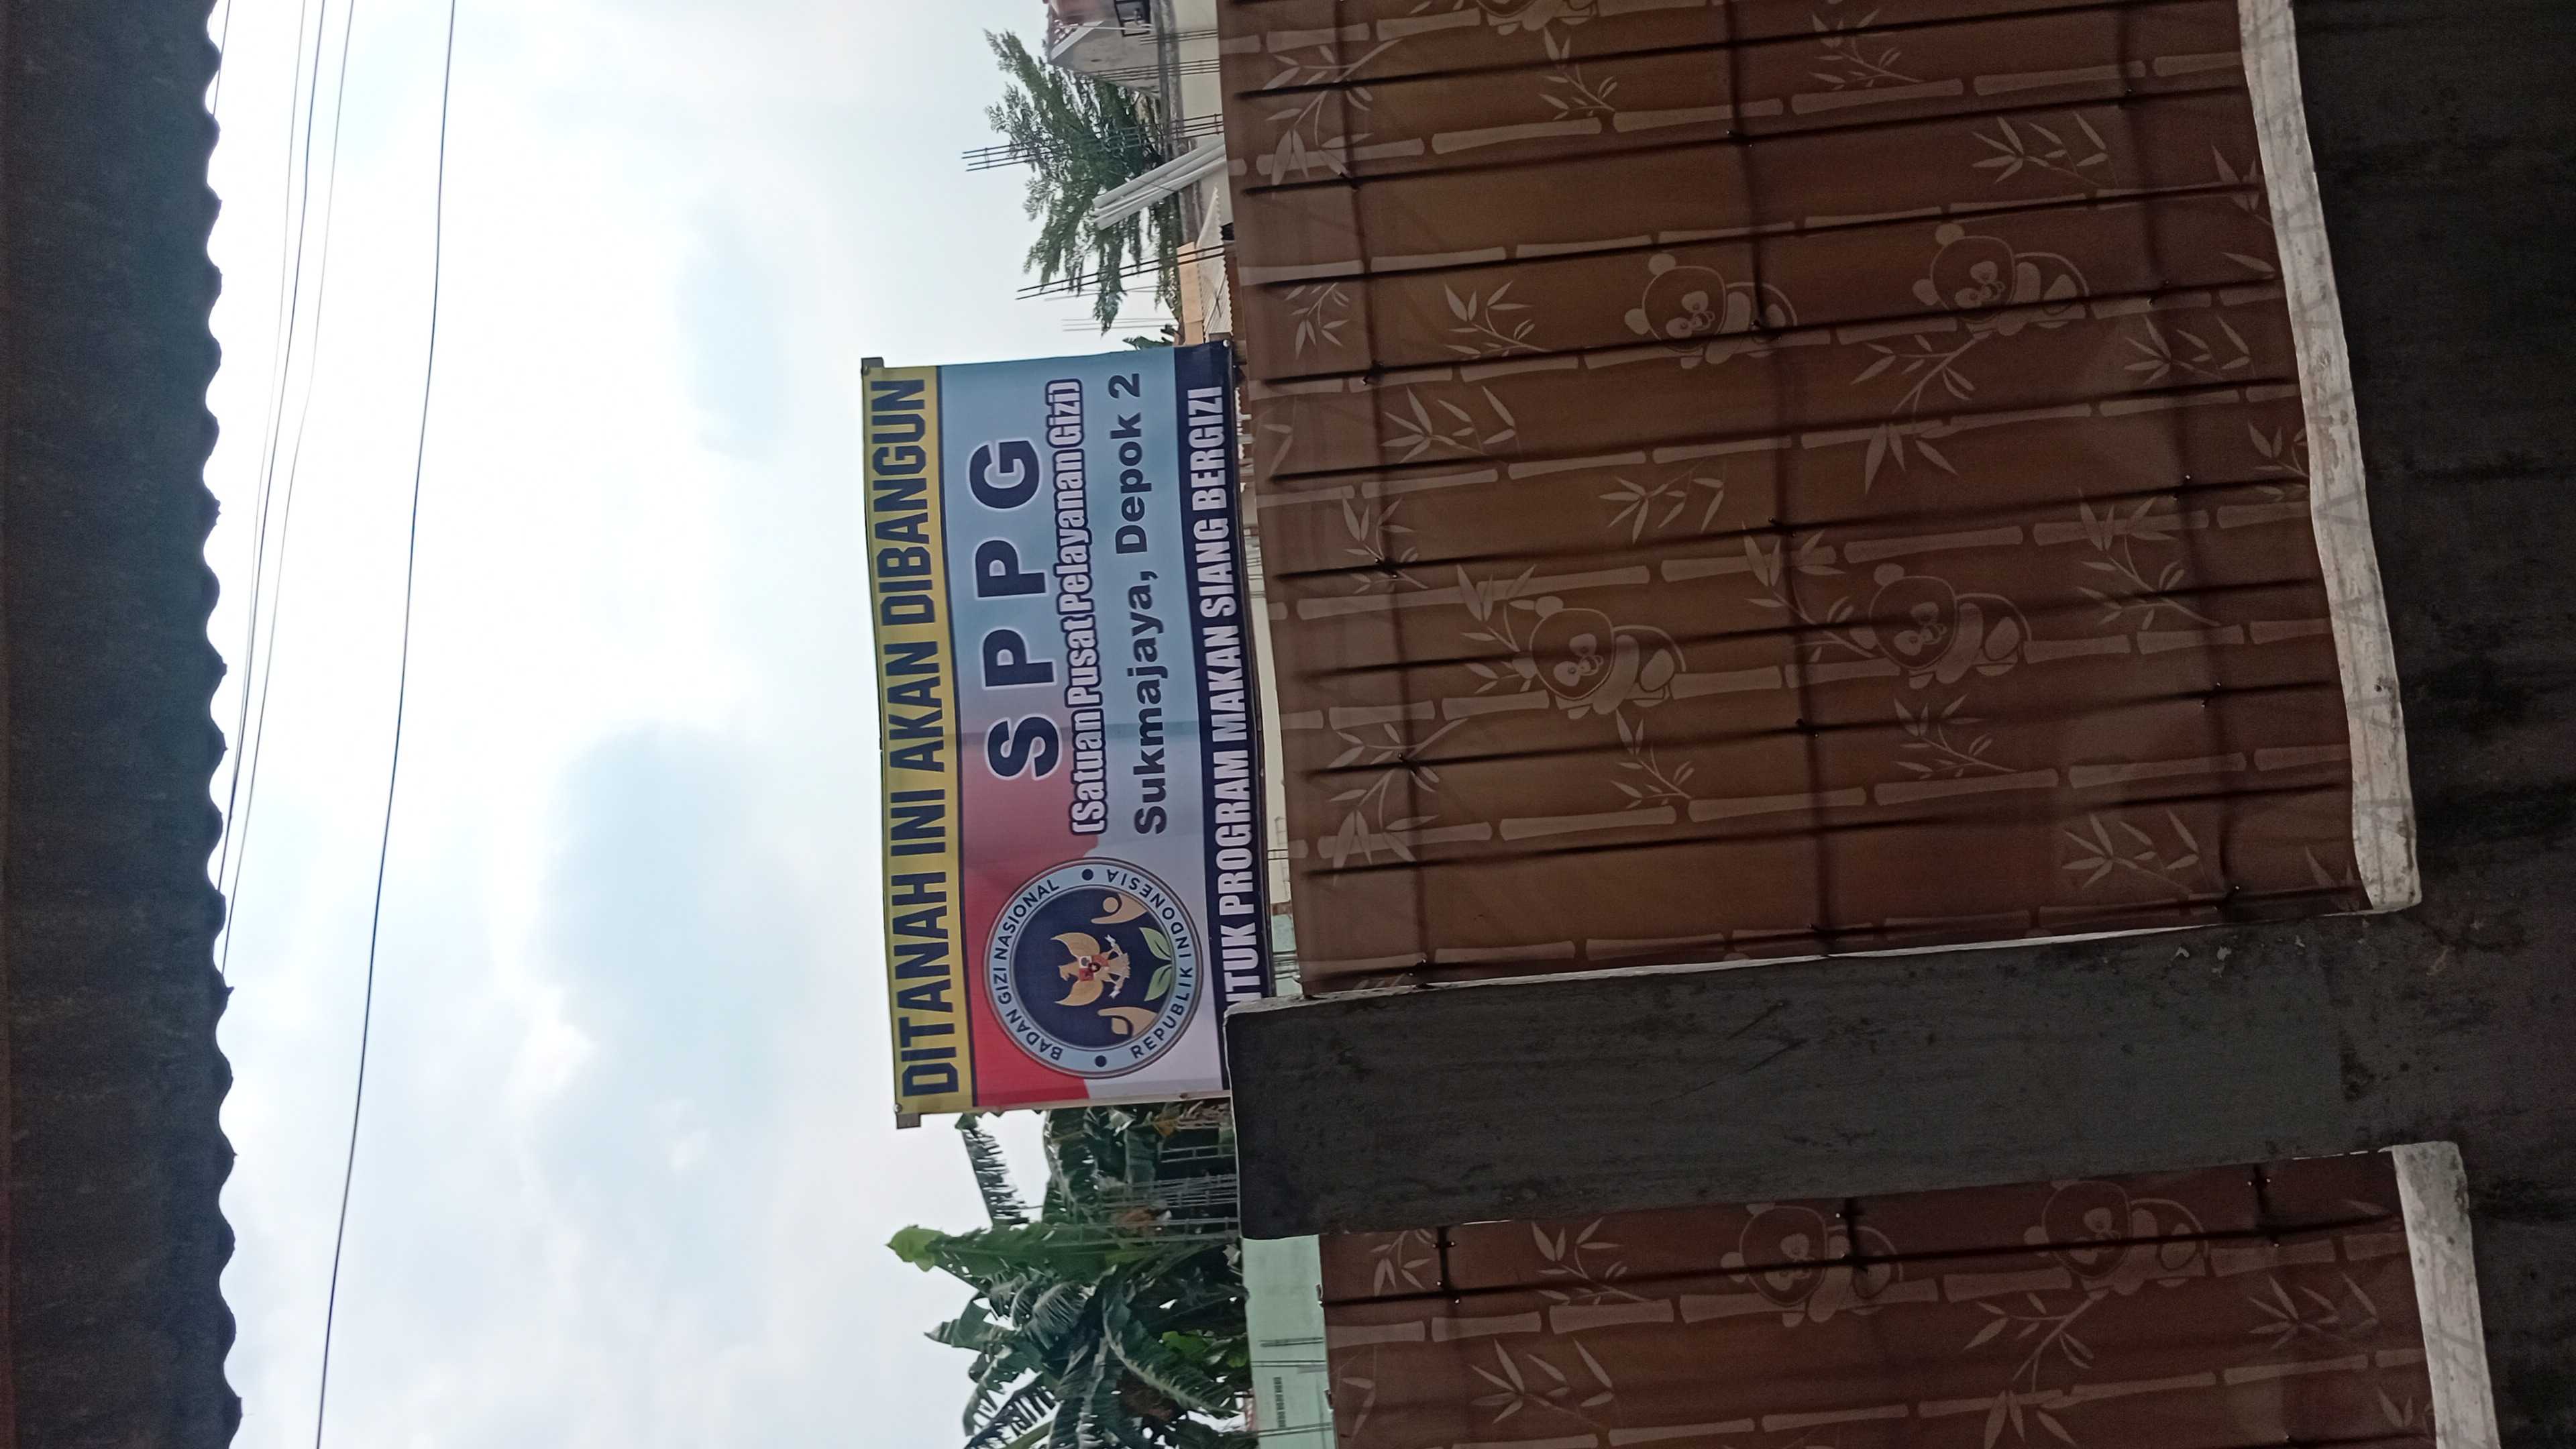 DITANAH INI AKAN DIBANGUN
BADAN GIZI NASIONAL
REPUBLIK INDONESIA
SPPG
(Satuan Pusat Pelayanan Gizi)
Sukmajaya, Depok 2
PROGRAM MAKAN SIANG BERGIZI